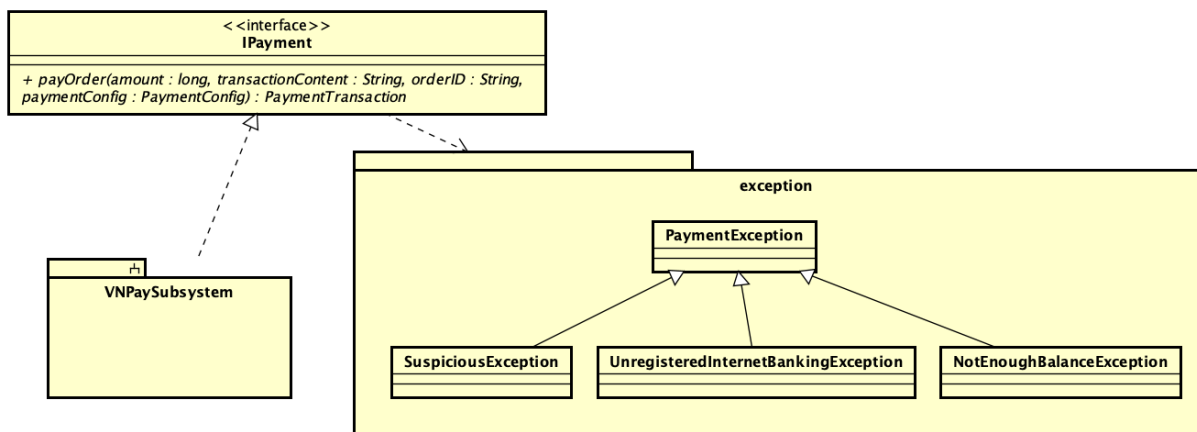 <<interface>>
IPayment
+ payOrder(amount : long, transactionContent : String, orderID : String,
paymentConfig : PaymentConfig) : PaymentTransaction
exception
PaymentException
VNPaySubsystem
SuspiciousException
UnregisteredInternetBankingException
NotEnoughBalanceException